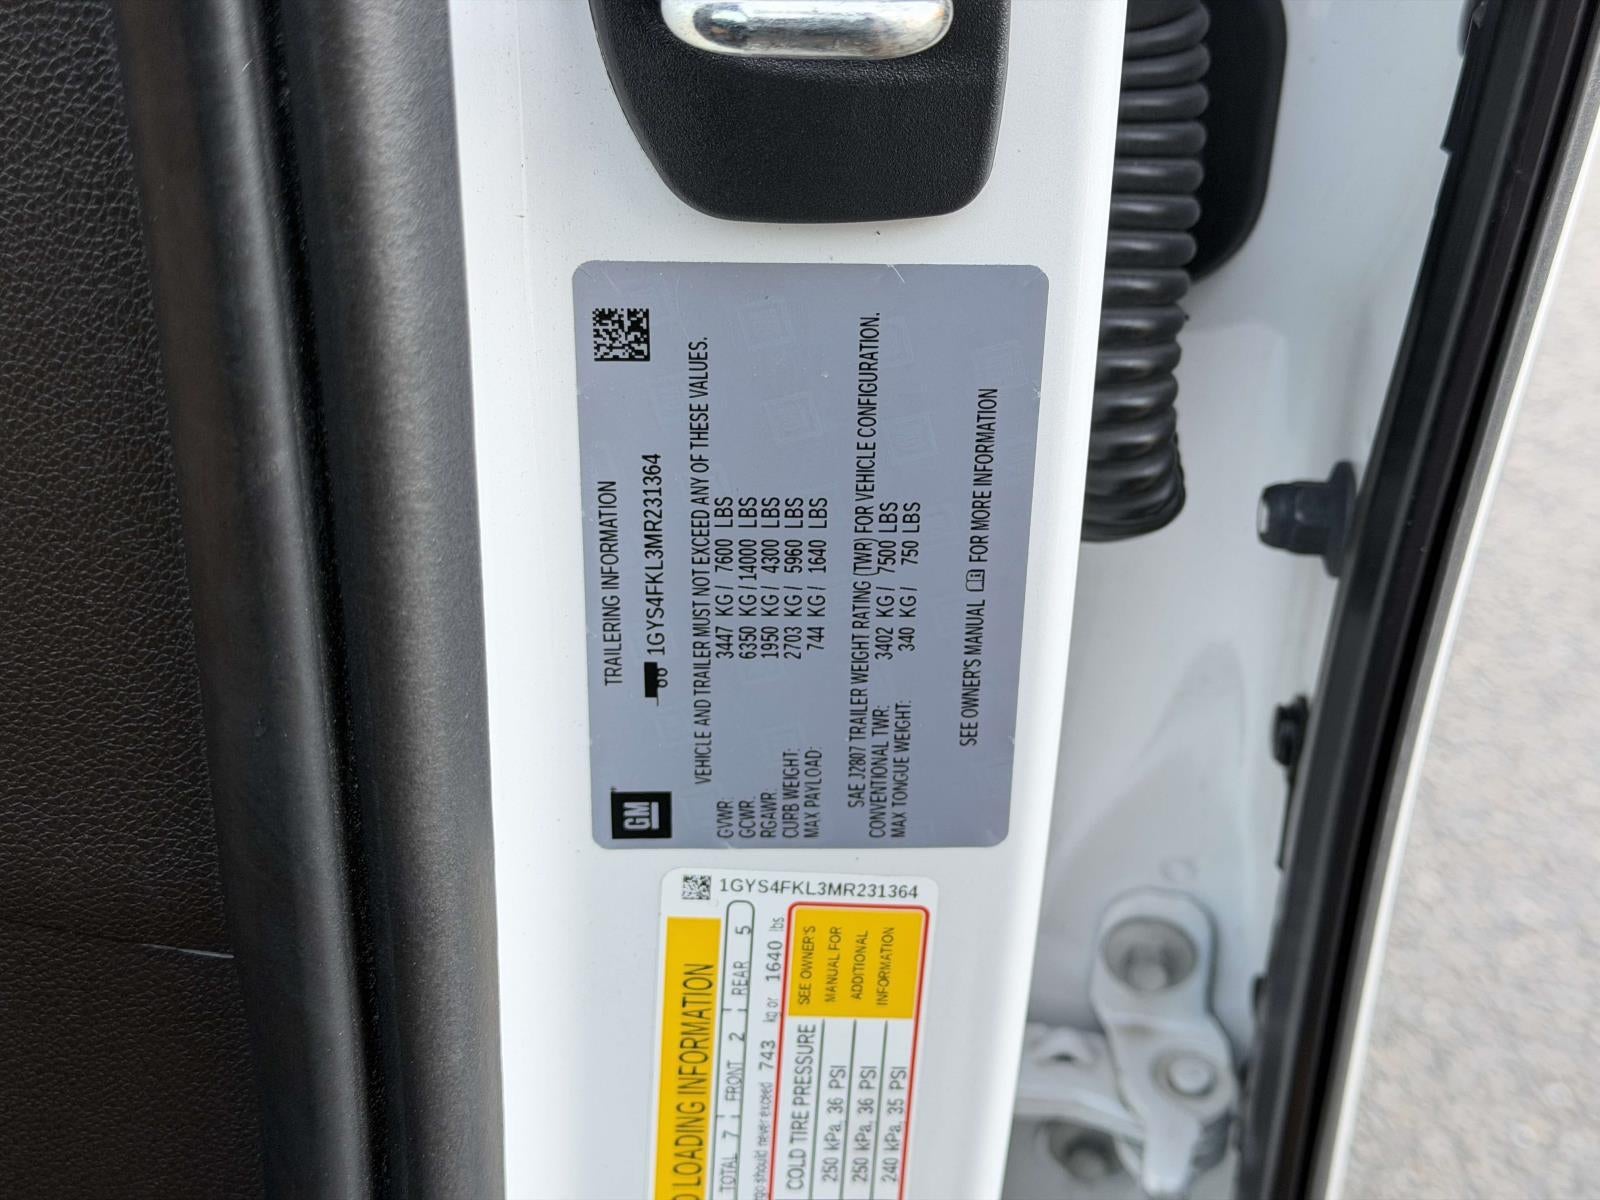 GM
TRAILERING INFORMATION
1GYS4FKL3MR231364
VEHICLE AND TRAILER MUST NOT EXCEED ANY OF THESE VALUES.
GVWR: 3447 KG / 7600 LBS
GCWR: 6350 KG / 14000 LBS
RGAWR: 1950 KG / 4300 LBS
CURB WEIGHT: 2703 KG / 5960 LBS
MAX PAYLOAD: 744 KG / 1640 LBS
SAE J2807 TRAILER WEIGHT RATING (TWR) FOR VEHICLE CONFIGURATION.
CONVENTIONAL TWR: 3402 KG / 7500 LBS
MAX TONGUE WEIGHT: 340 KG / 750 LBS
SEE OWNER'S MANUAL FOR MORE INFORMATION
1GYS4FKL3MR231364
LOADING INFORMATION
TOTAL 7 FRONT 2 REAR 5
should never exceed 743 kg or 1640 lbs
COLD TIRE PRESSURE
250 kPa, 36 PSI
250 kPa, 36 PSI
240 kPa, 35 PSI
SEE OWNER'S
MANUAL FOR
ADDITIONAL
INFORMATION